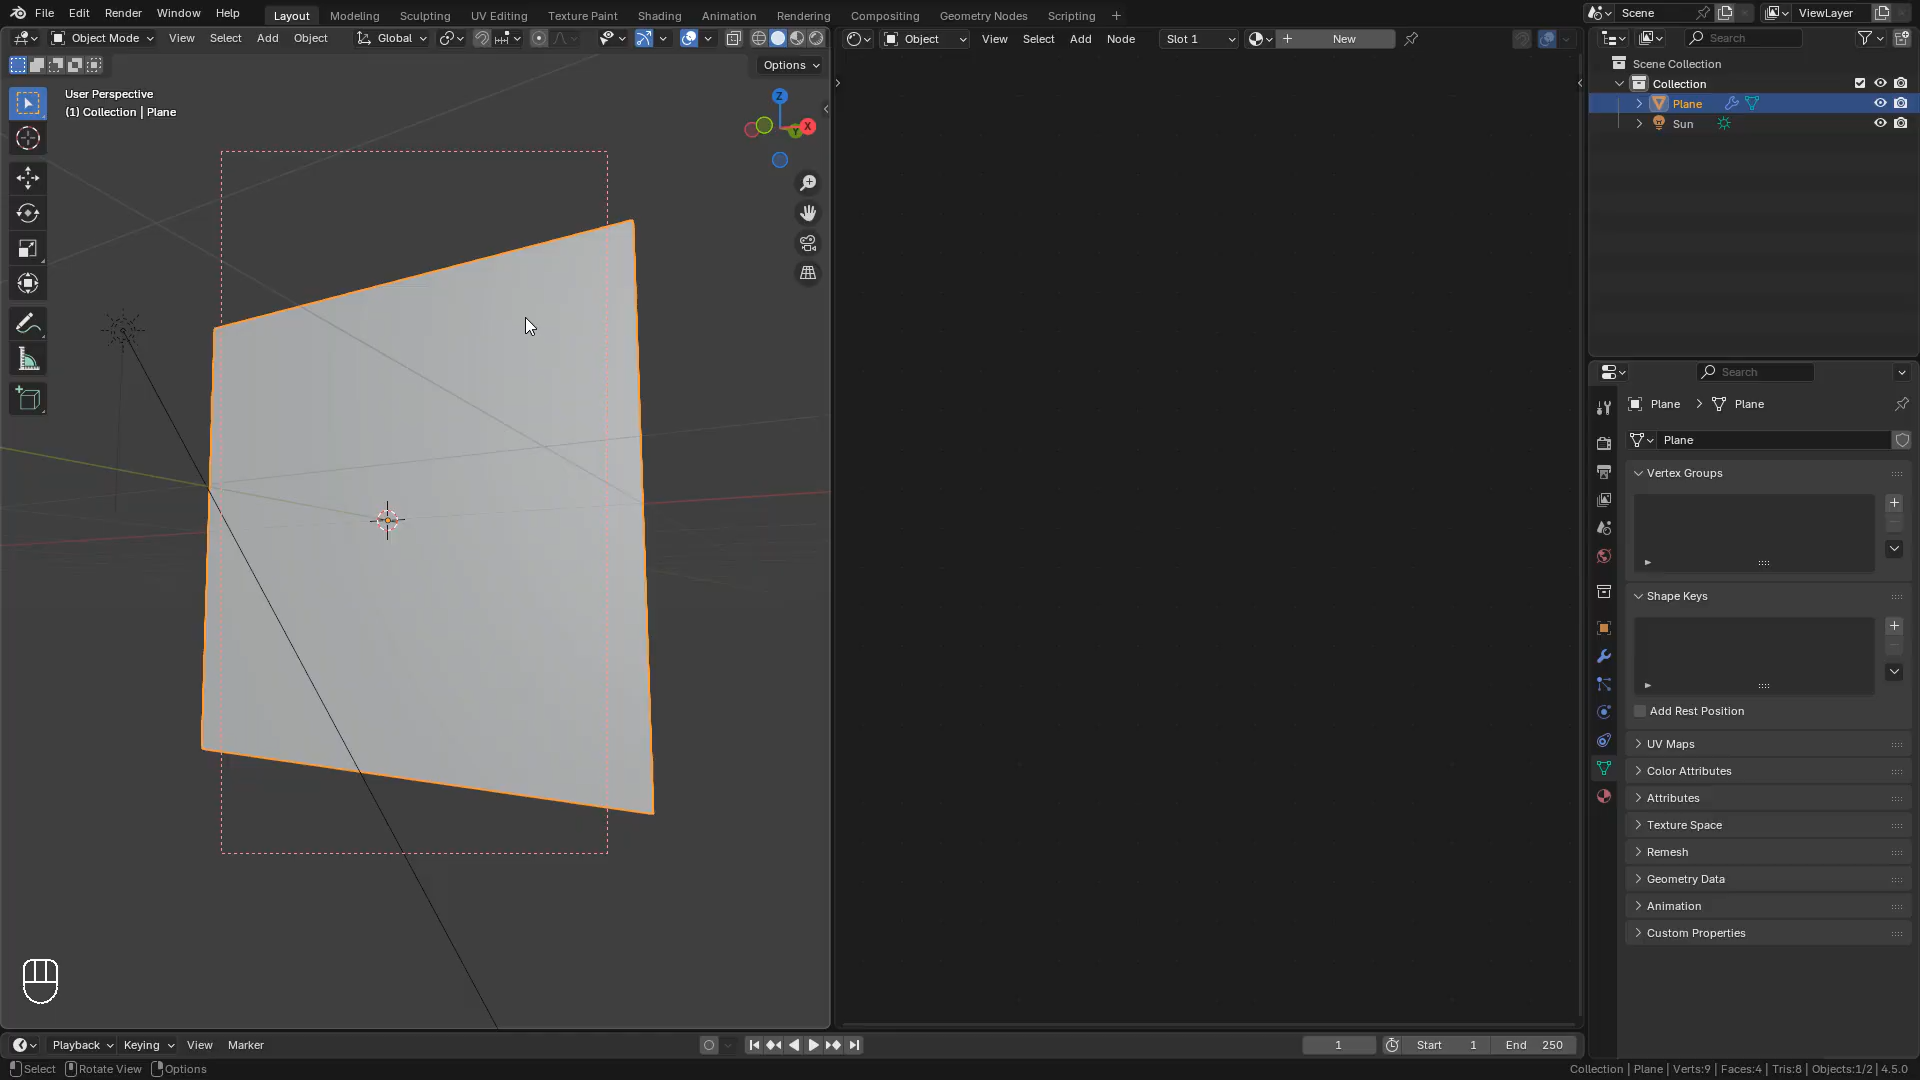 File Edit Render Window Help Layout Modeling Sculpting UV Editing Texture Paint Shading Animation Rendering Compositing Geometry Nodes Scripting + Scene ViewLayer
Object Mode View Select Add Object Global Object View Select Add Node Slot 1 New Search
Options
User Perspective
(1) Collection | Plane
Z
X
Y
Scene Collection
Collection
Plane
Sun
Search
Plane > Plane
Plane
Vertex Groups
Shape Keys
Add Rest Position
UV Maps
Color Attributes
Attributes
Texture Space
Remesh
Geometry Data
Animation
Custom Properties
Playback Keying View Marker 1 Start 1 End 250
Select Rotate View Options Collection | Plane | Verts:9 | Faces:4 | Tris:8 | Objects:1/2 | 4.5.0